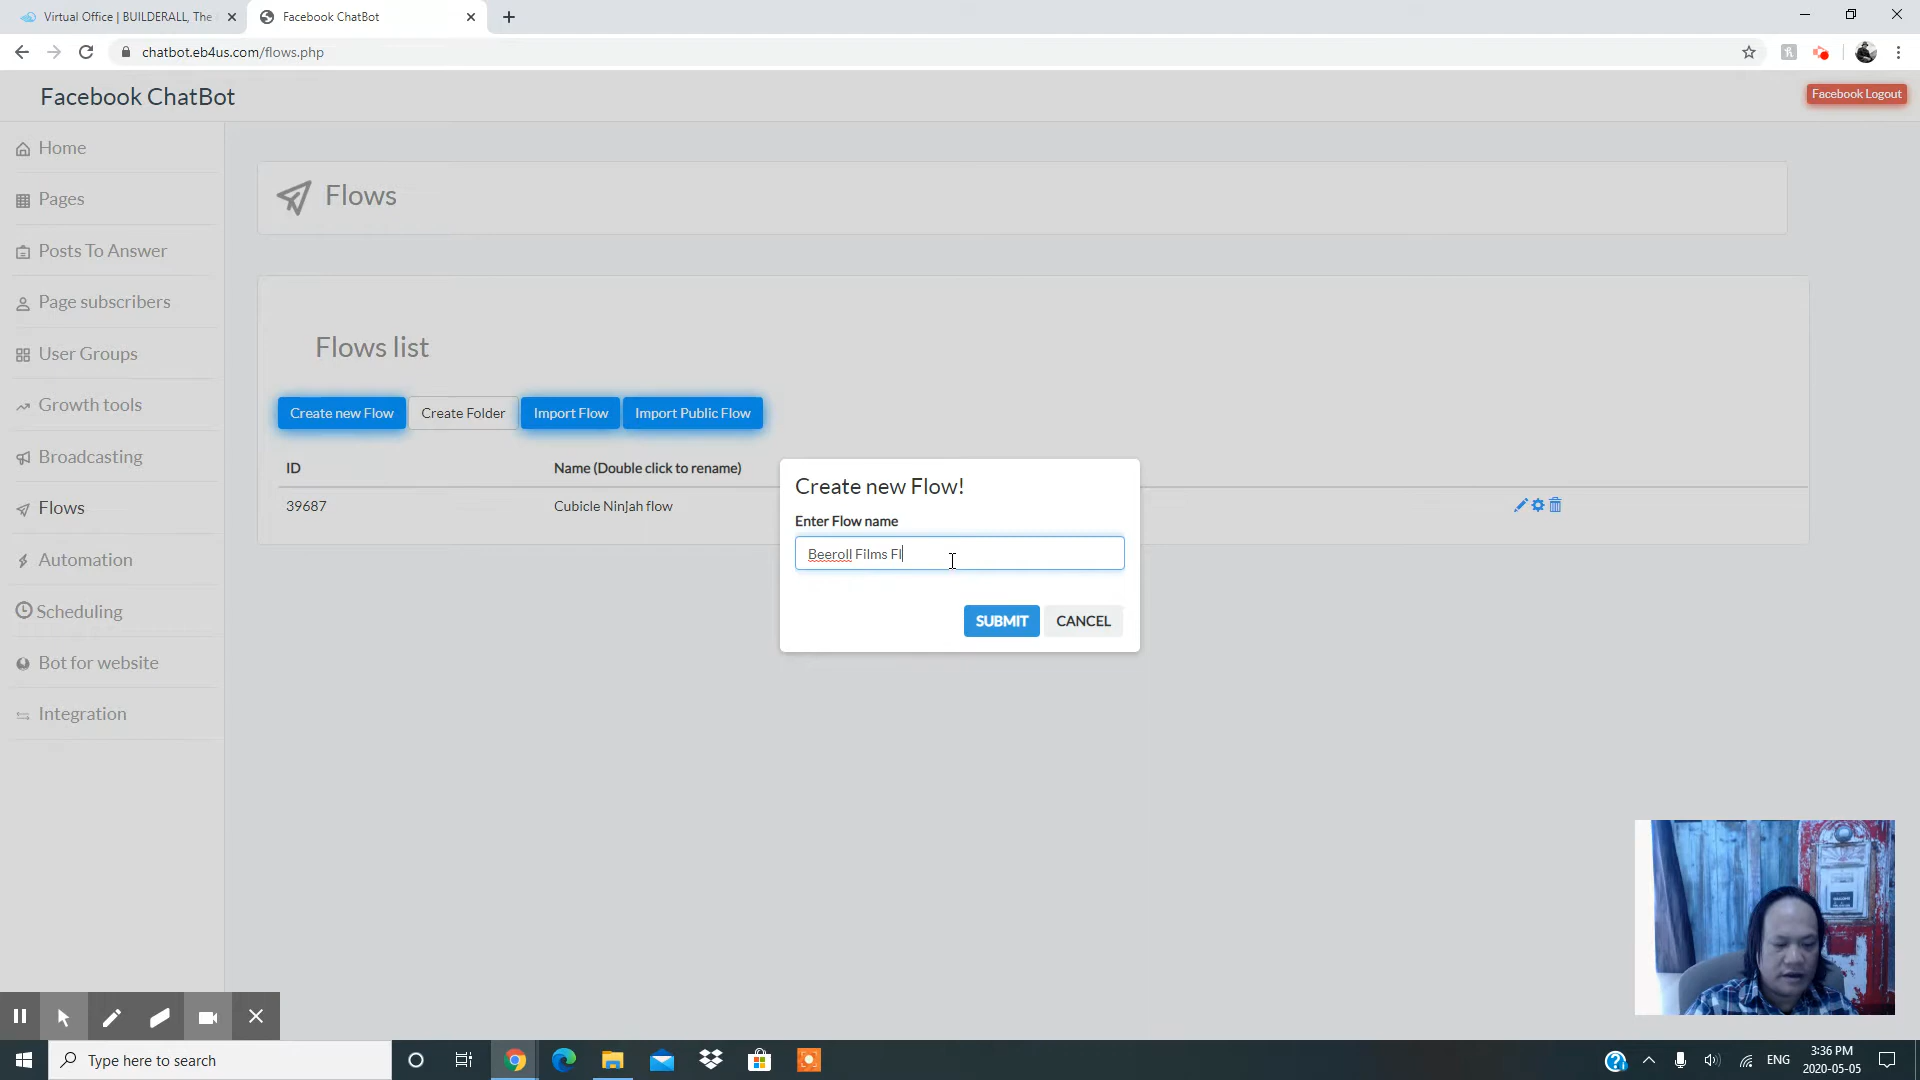 Virtual Office | BUILDERALL, The
Facebook ChatBot
chatbot.eb4us.com/flows.php
Facebook ChatBot
Facebook Logout
Home
Pages
Posts To Answer
Page subscribers
User Groups
Growth tools
Broadcasting
Flows
Automation
Scheduling
Bot for website
Integration
Flows
Flows list
Create new Flow
Create Folder
Import Flow
Import Public Flow
ID
Name (Double click to rename)
39687
Cubicle Ninjah flow
Create new Flow!
Enter Flow name
Beeroll Films Fl
SUBMIT
CANCEL
Type here to search
ENG
3:36 PM
2020-05-05